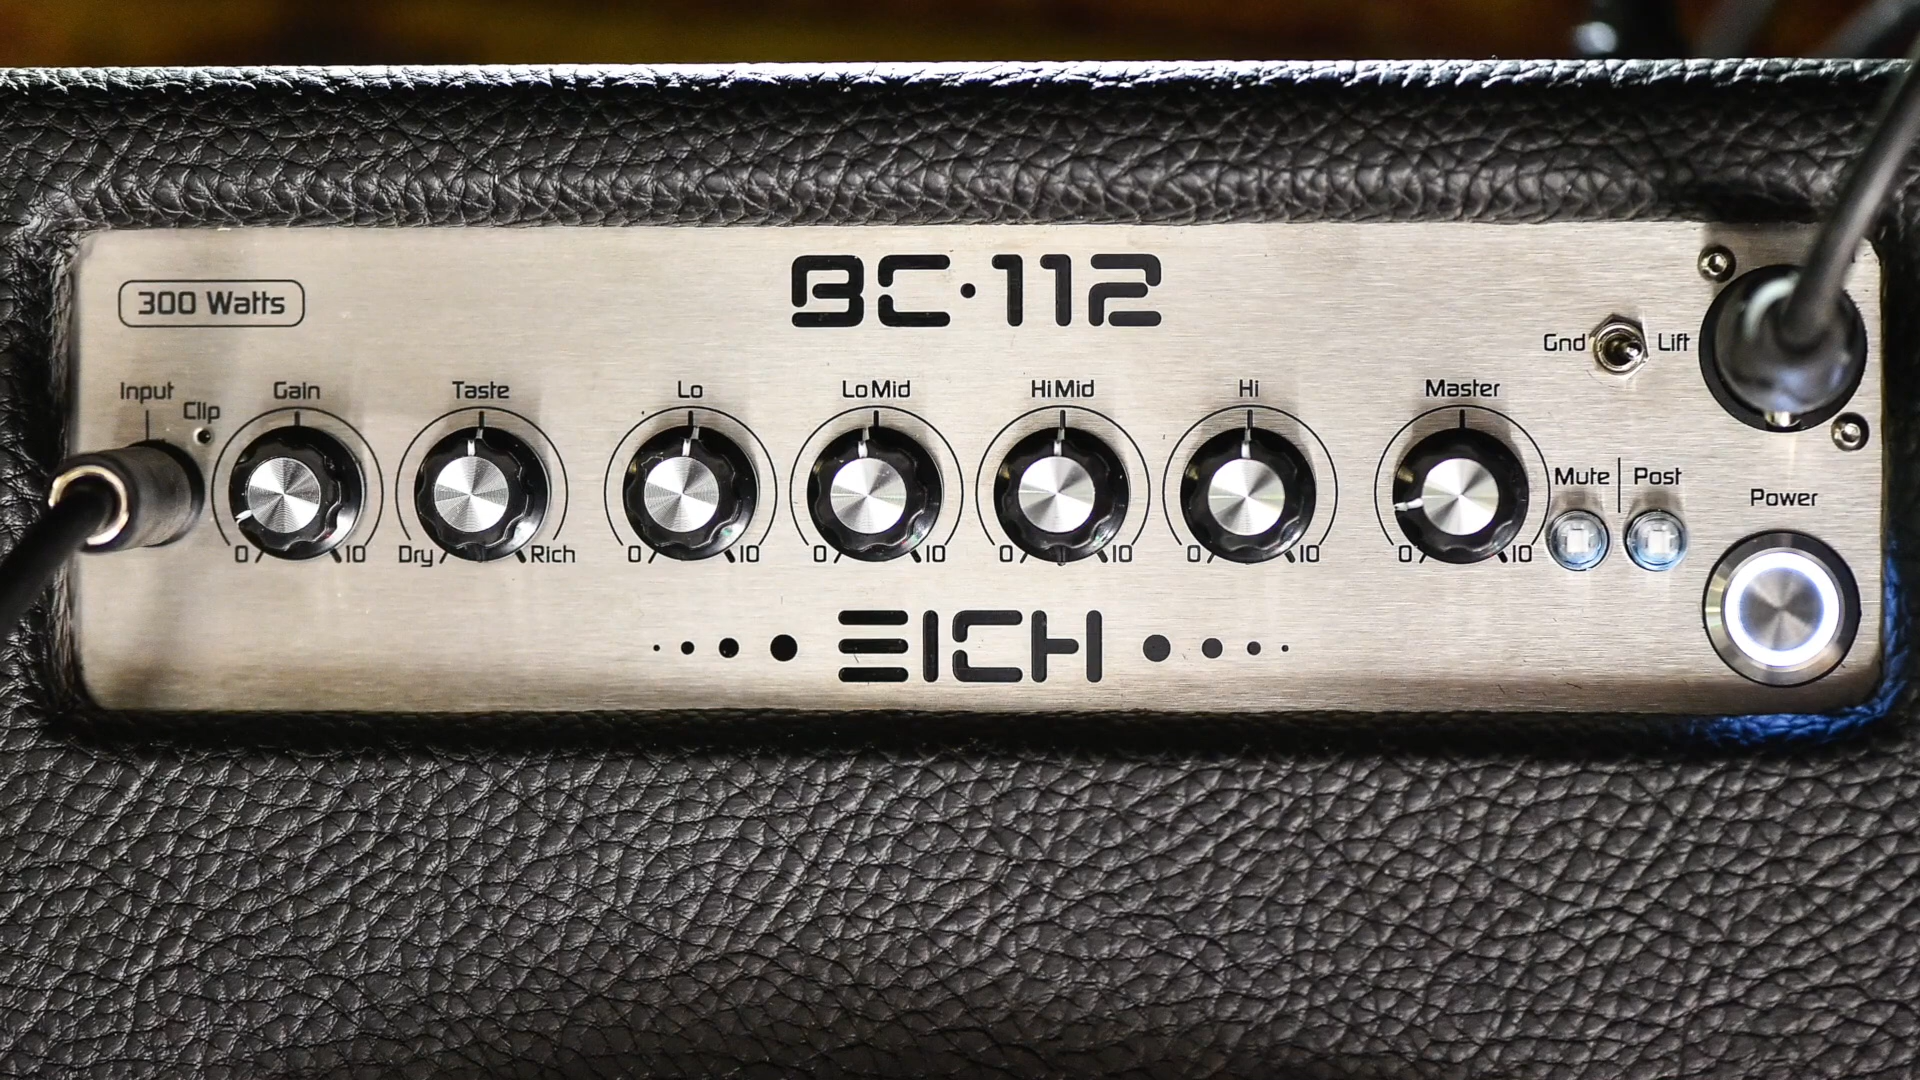 BC·112
300 Watts
Gnd Lift
Input Clip Gain Taste Lo LoMid HiMid Hi Master
Mute | Post
Power
0 10 Dry Rich 0 10 0 10 0 10 0 10 0 10
EICH